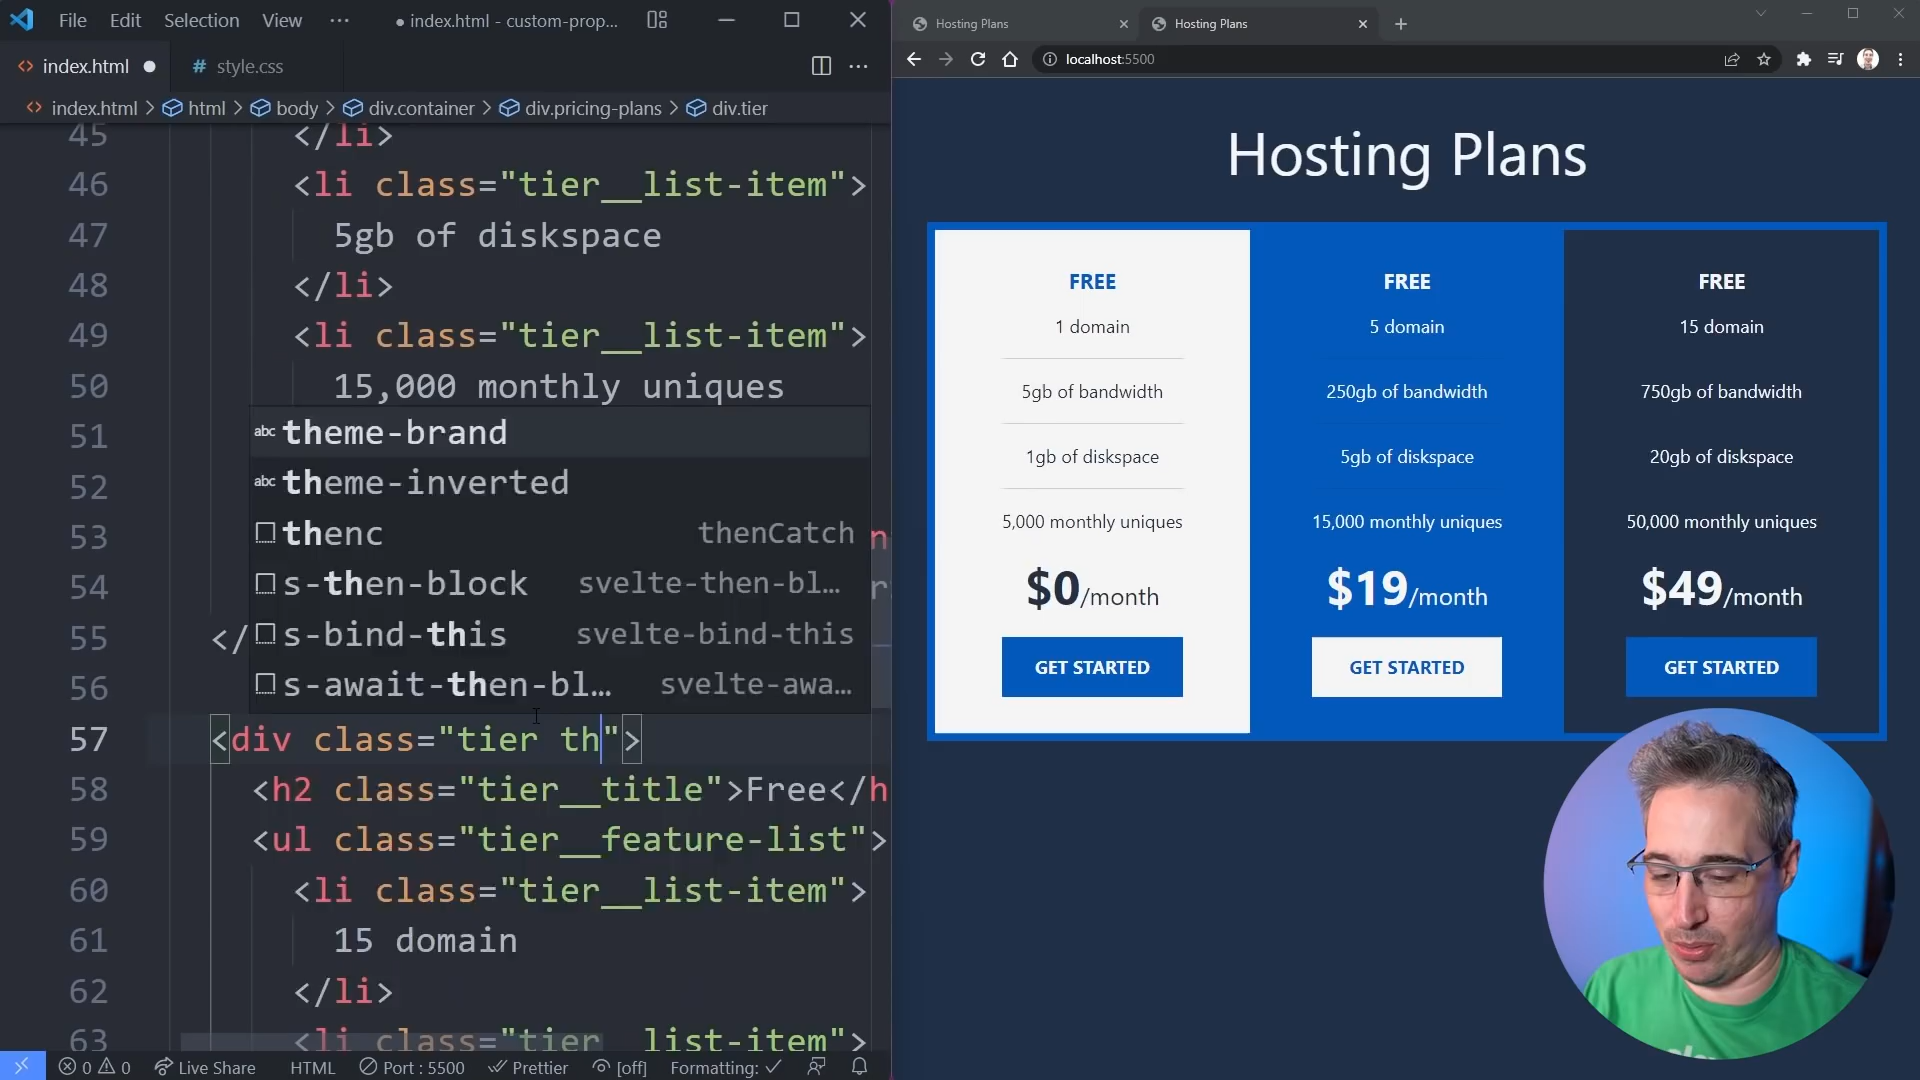 File Edit Selection View ··· ● index.html - custom-prop...
index.html ● # style.css ···
index.html > html > body > div.container > div.pricing-plans > div.tier
45 </li>
46 <li class="tier__list-item">
47 5gb of diskspace
48 </li>
49 <li class="tier__list-item">
50 15,000 monthly uniques
51
52
53 n
54 r
55 </
56
abc theme-brand
abc theme-inverted
thenc thenCatch
s-then-block svelte-then-bl...
s-bind-this svelte-bind-this
s-await-then-bl... svelte-awa...
57 <div class="tier th">
58 <h2 class="tier__title">Free</h
59 <ul class="tier__feature-list">
60 <li class="tier__list-item">
61 15 domain
62 </li>
63 <li class="tier__list-item">
0 0 Live Share HTML Port : 5500 Prettier [off] Formatting: ✓
Hosting Plans × Hosting Plans × +
localhost:5500
Hosting Plans
FREE
1 domain
5gb of bandwidth
1gb of diskspace
5,000 monthly uniques
$0/month
GET STARTED
FREE
5 domain
250gb of bandwidth
5gb of diskspace
15,000 monthly uniques
$19/month
GET STARTED
FREE
15 domain
750gb of bandwidth
20gb of diskspace
50,000 monthly uniques
$49/month
GET STARTED